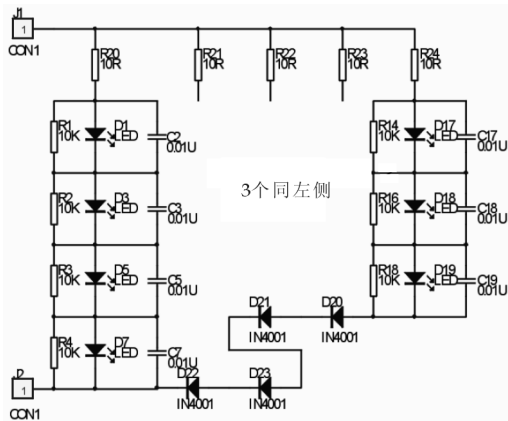 J1
1
CON1
R20
10R
R21
10R
R22
10R
R23
10R
R24
10R
R1
10K
D1
LED
C2
0.01U
R14
10K
D17
LED
C17
0.01U
3个同左侧
R2
10K
D3
LED
C3
0.01U
R16
10K
D18
LED
C18
0.01U
R3
10K
D5
LED
C5
0.01U
R18
10K
D19
LED
C19
0.01U
D21
IN4001
D20
IN4001
R4
10K
D7
LED
C7
0.01U
J2
1
CON1
D22
IN4001
D23
IN4001